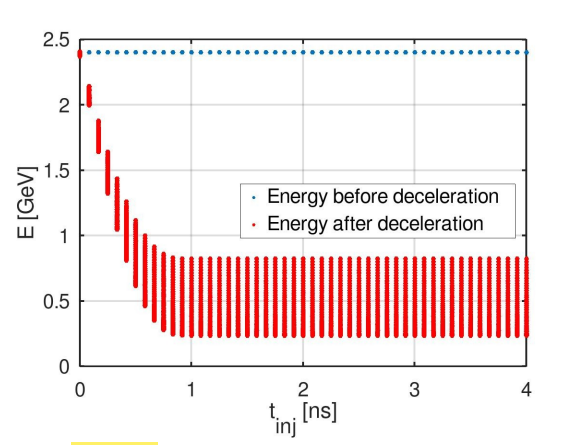 2.5
2
1.5
1
0.5
0
E [GeV]
Energy before deceleration
Energy after deceleration
0 1 2 3 4
t_inj [ns]